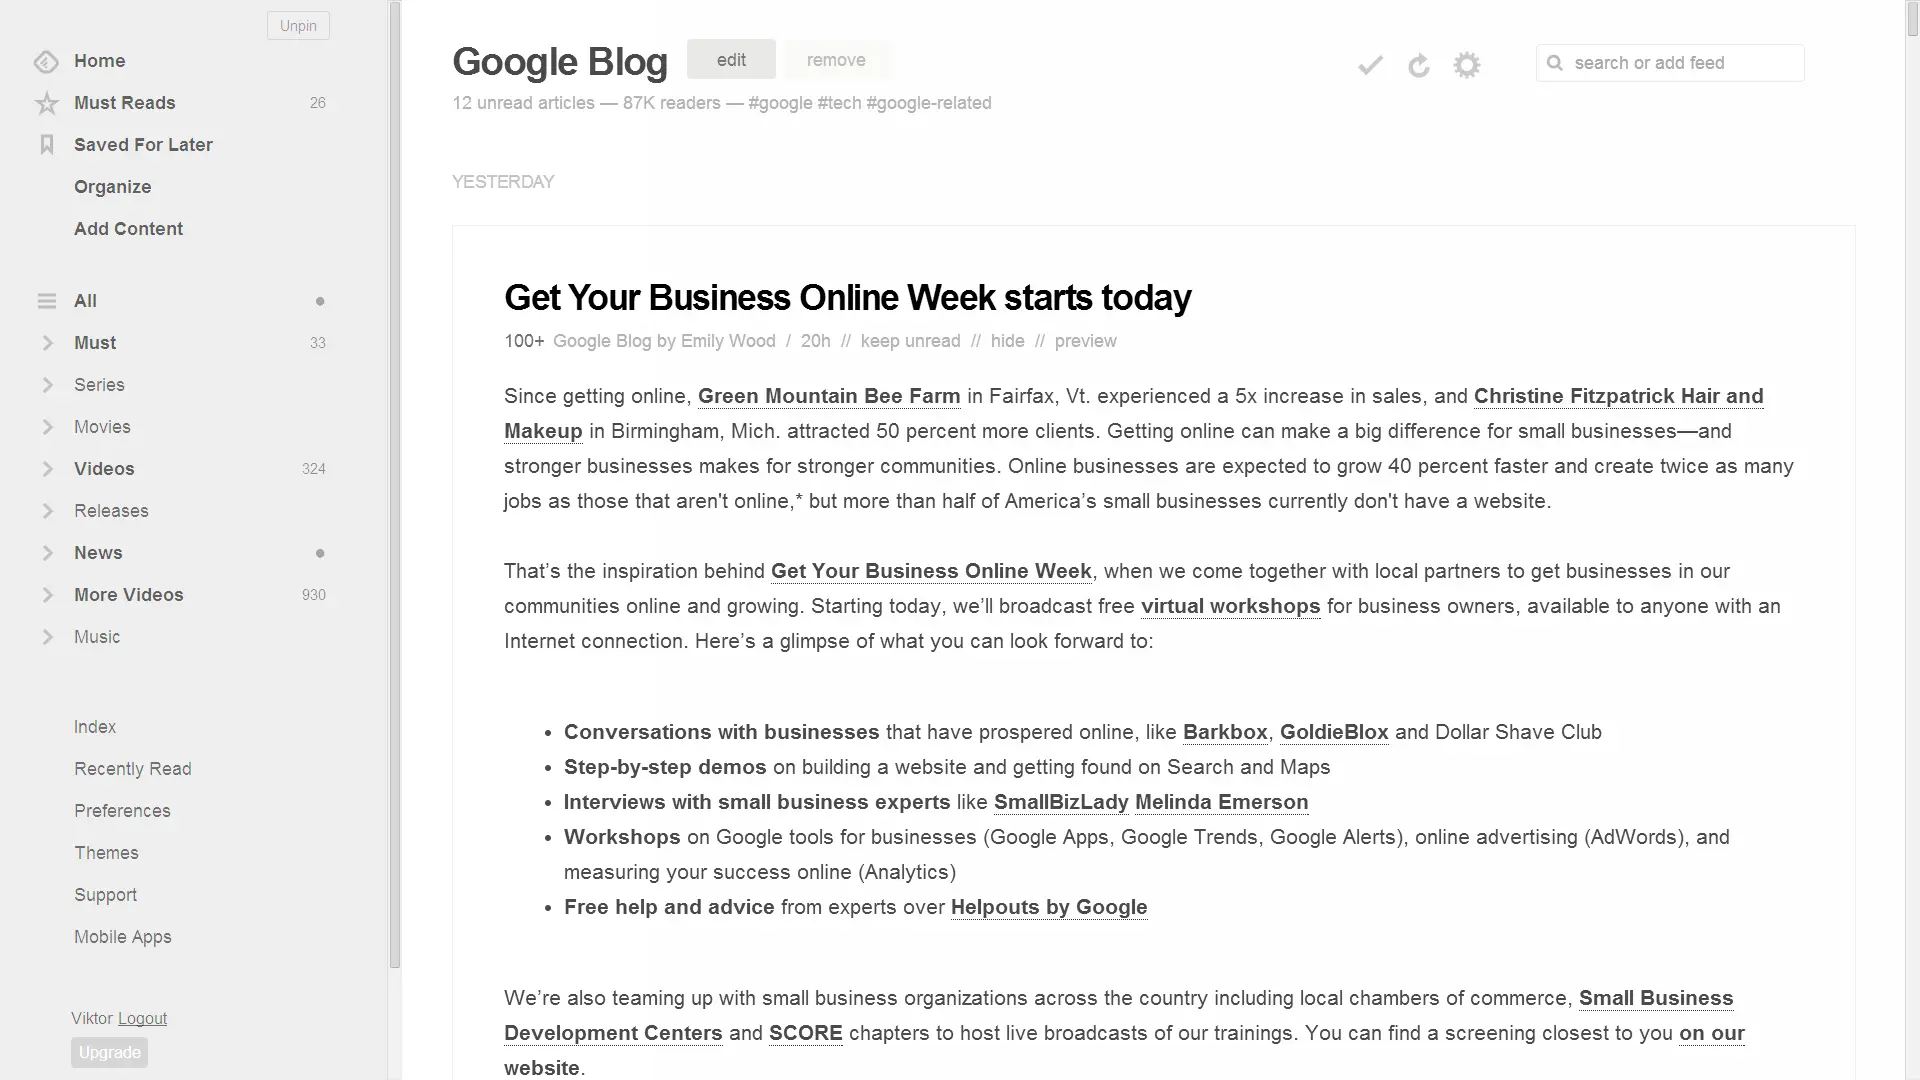 Unpin
Home
Must Reads 26
Saved For Later
Organize
Add Content
All
Must 33
Series
Movies
Videos 324
Releases
News
More Videos 930
Music
Index
Recently Read
Preferences
Themes
Support
Mobile Apps
Viktor Logout
Upgrade
Google Blog edit remove
search or add feed
12 unread articles — 87K readers — #google #tech #google-related
YESTERDAY
Get Your Business Online Week starts today
100+ Google Blog by Emily Wood / 20h // keep unread // hide // preview
Since getting online, Green Mountain Bee Farm in Fairfax, Vt. experienced a 5x increase in sales, and Christine Fitzpatrick Hair and
Makeup in Birmingham, Mich. attracted 50 percent more clients. Getting online can make a big difference for small businesses—and
stronger businesses makes for stronger communities. Online businesses are expected to grow 40 percent faster and create twice as many
jobs as those that aren't online,* but more than half of America’s small businesses currently don't have a website.
That’s the inspiration behind Get Your Business Online Week, when we come together with local partners to get businesses in our
communities online and growing. Starting today, we’ll broadcast free virtual workshops for business owners, available to anyone with an
Internet connection. Here’s a glimpse of what you can look forward to:
• Conversations with businesses that have prospered online, like Barkbox, GoldieBlox and Dollar Shave Club
• Step-by-step demos on building a website and getting found on Search and Maps
• Interviews with small business experts like SmallBizLady Melinda Emerson
• Workshops on Google tools for businesses (Google Apps, Google Trends, Google Alerts), online advertising (AdWords), and
measuring your success online (Analytics)
• Free help and advice from experts over Helpouts by Google
We’re also teaming up with small business organizations across the country including local chambers of commerce, Small Business
Development Centers and SCORE chapters to host live broadcasts of our trainings. You can find a screening closest to you on our
website.